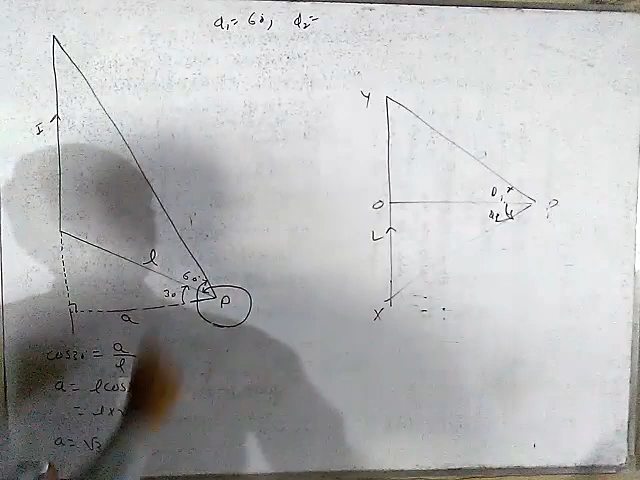 α₁ = 60, α₂ =
I
l
60
30
P
a
cos30 = a/l
a = l cos
= l x
a = √3
Y
O
P
L
X